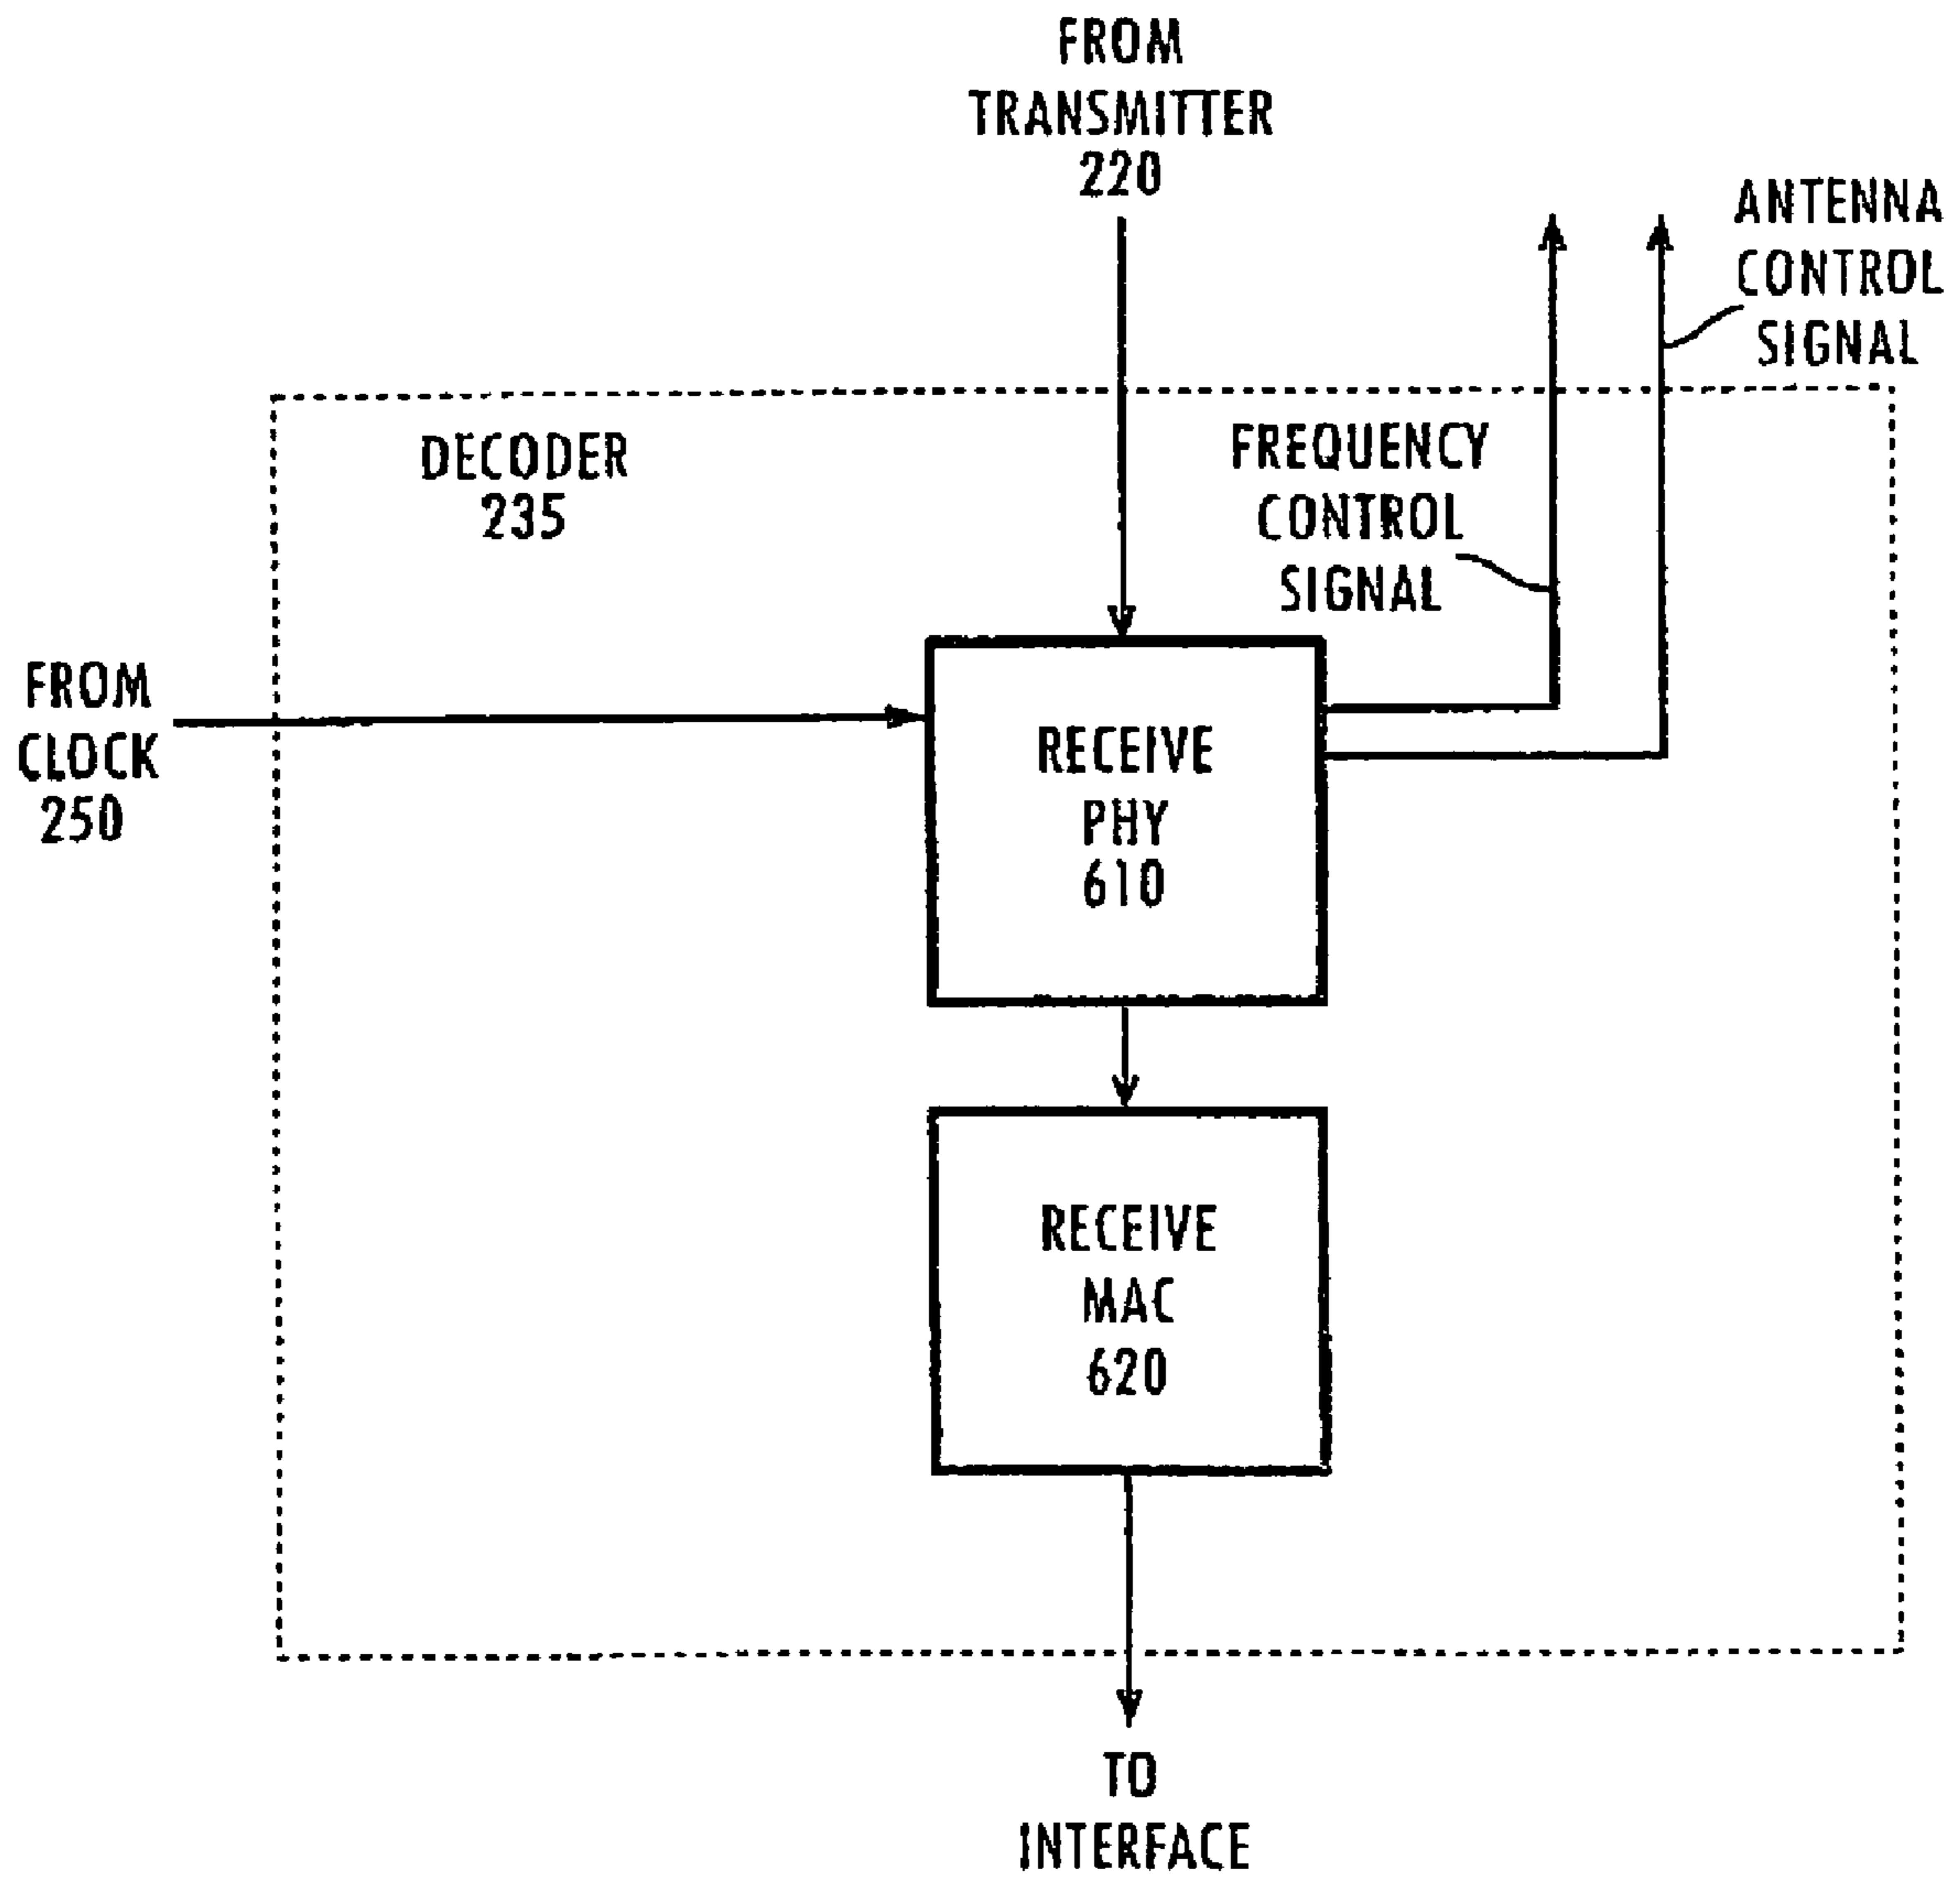 FROM
TRANSMITTER
220
ANTENNA
CONTROL
SIGNAL
DECODER
235
FREQUENCY
CONTROL
SIGNAL
FROM
CLOCK
250
RECEIVE
PHY
610
RECEIVE
MAC
620
TO
INTERFACE